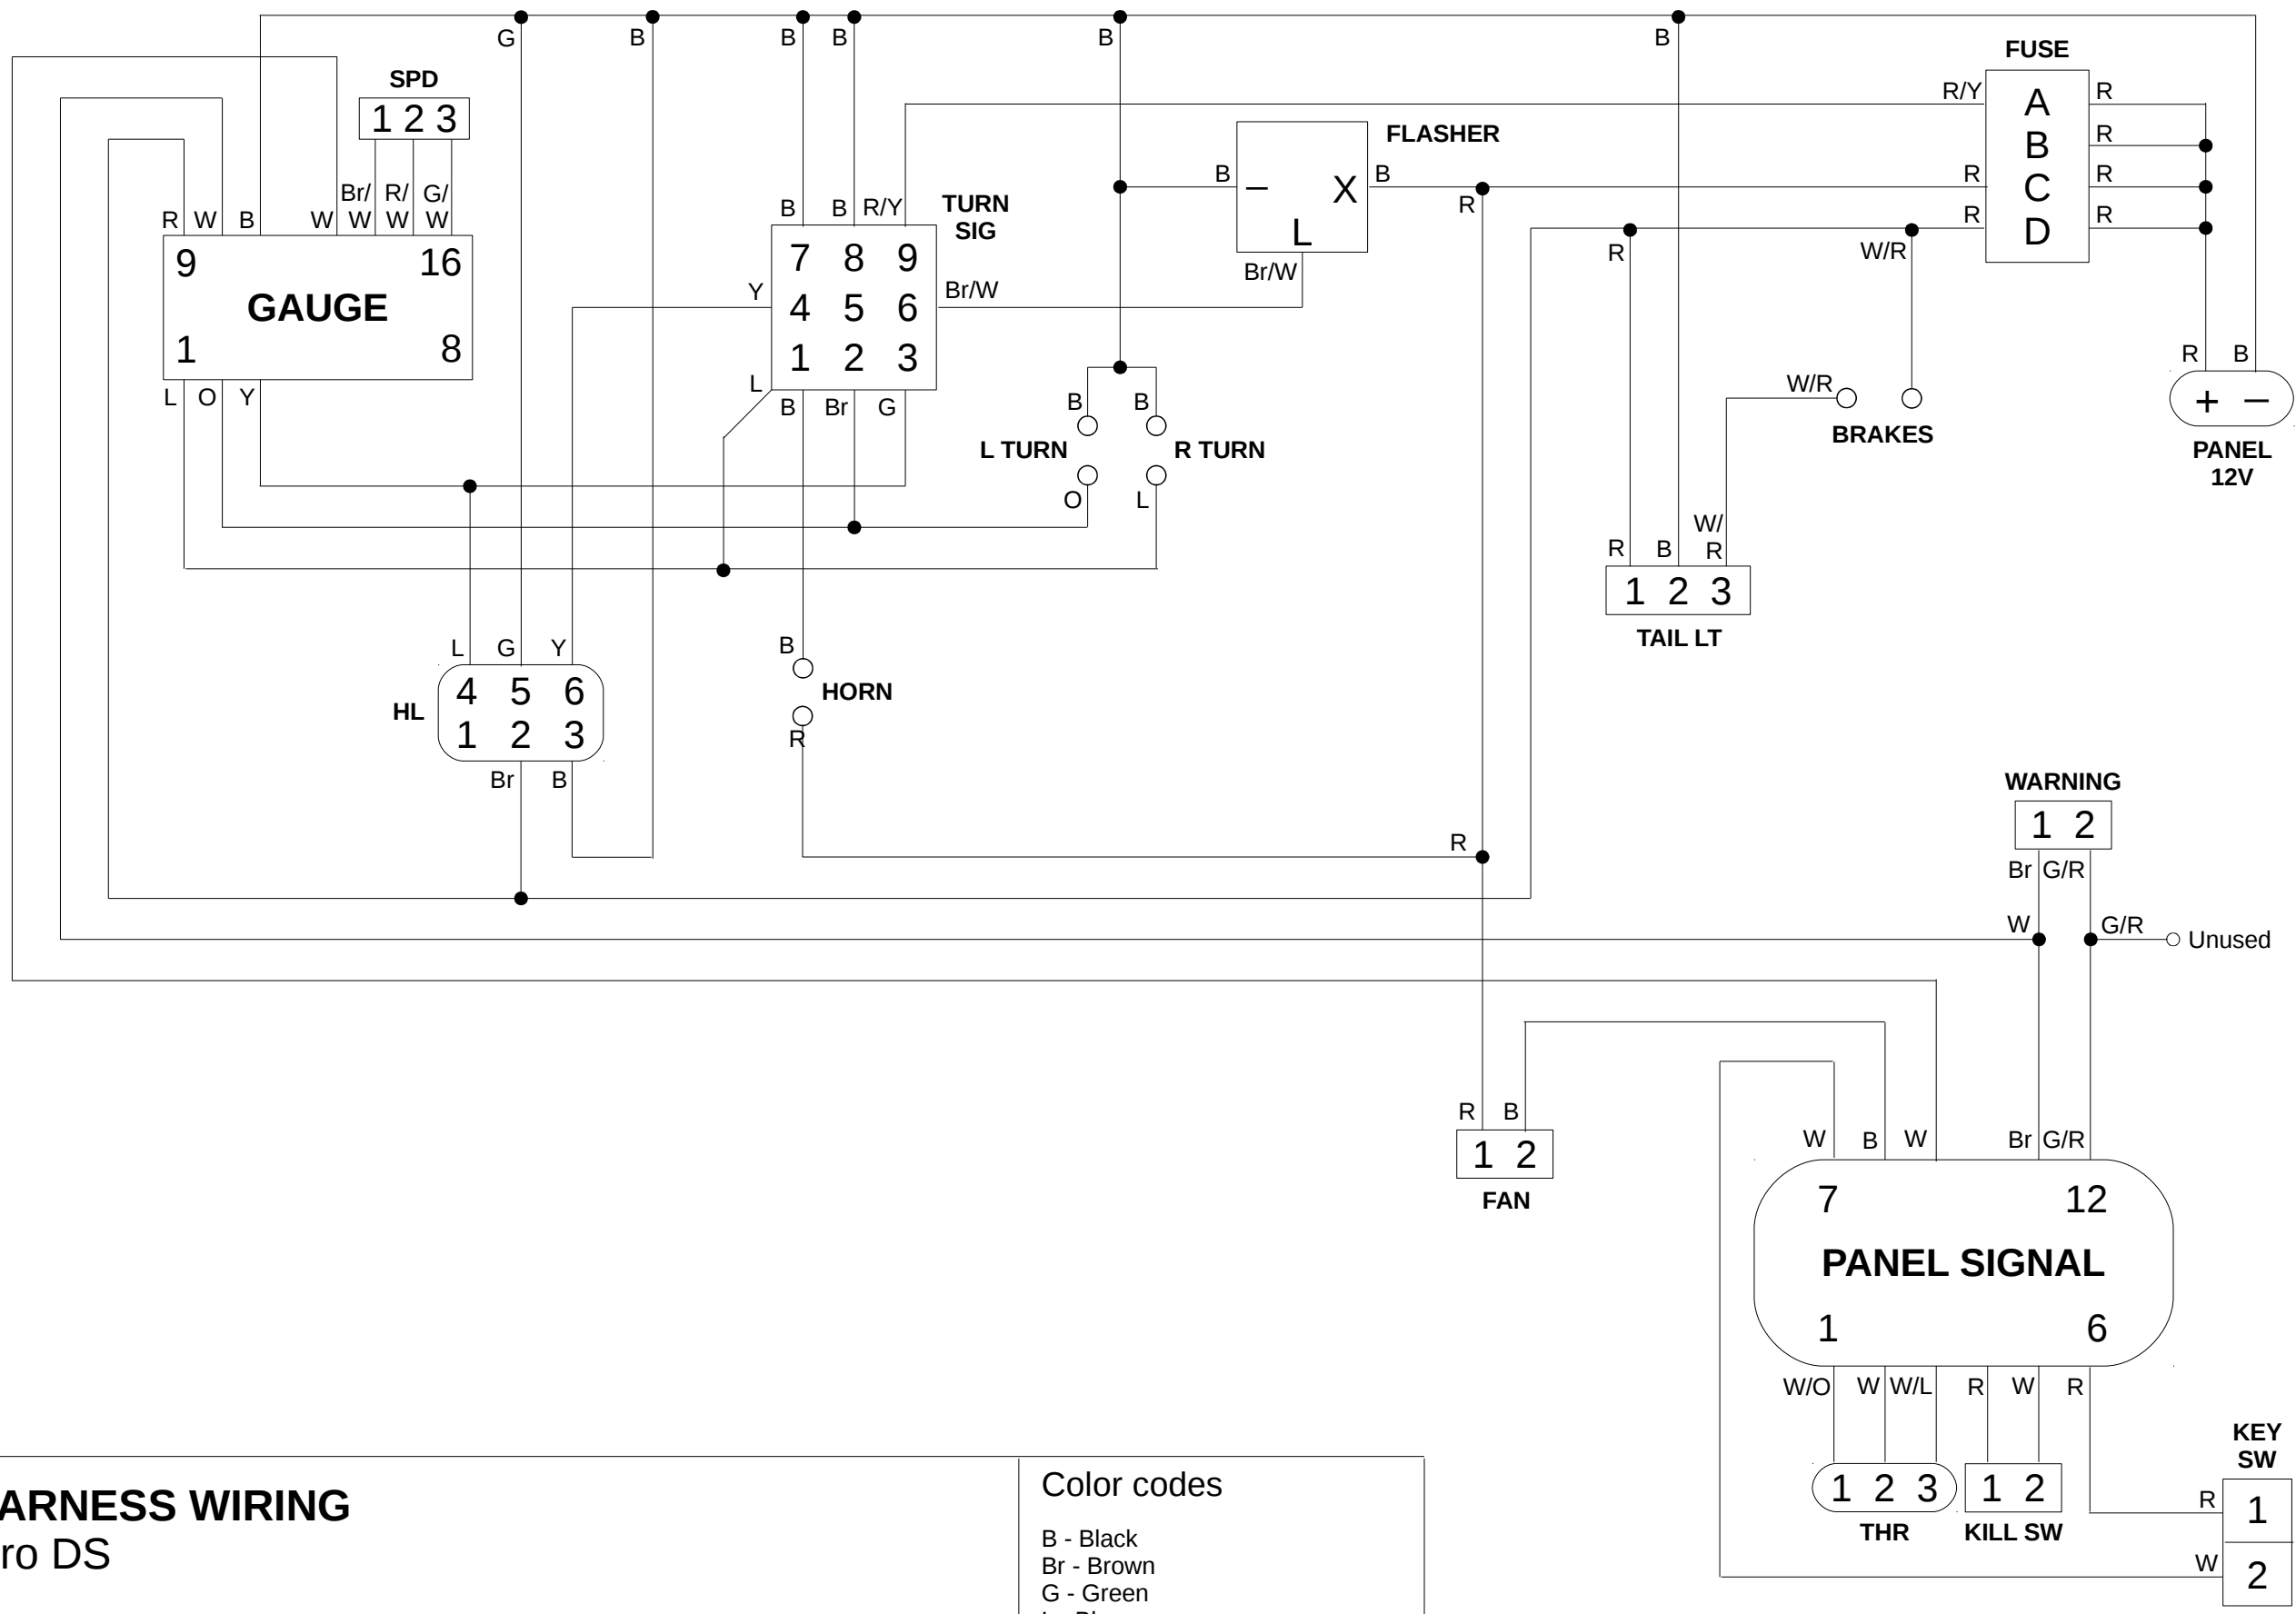 G
B
B
B
B
B
FUSE
SPD
1 2 3
R/Y
A
R
B
R
C
R
D
R
R
R
FLASHER
B
–
X
B
L
Br/W
R
Br/
W
R/
W
G/
W
R
W
B
W
9
16
GAUGE
1
8
L
O
Y
B
B
R/Y
TURN
SIG
7 8 9
4 5 6
1 2 3
Y
Br/W
L
B
Br
G
B
B
L TURN
R TURN
O
L
R
W/R
W/R
BRAKES
R
B
+ –
PANEL
12V
R
B
W/
R
1 2 3
TAIL LT
L
G
Y
HL
4 5 6
1 2 3
Br
B
B
HORN
R
R
WARNING
1 2
Br
G/R
W
G/R
Unused
R
B
1 2
FAN
W
B
W
Br
G/R
7
12
PANEL SIGNAL
1
6
W/O
W
W/L
R
W
R
1 2 3
THR
1 2
KILL SW
KEY
SW
R
1
W
2
ARNESS WIRING
ro DS
Color codes
B - Black
Br - Brown
G - Green